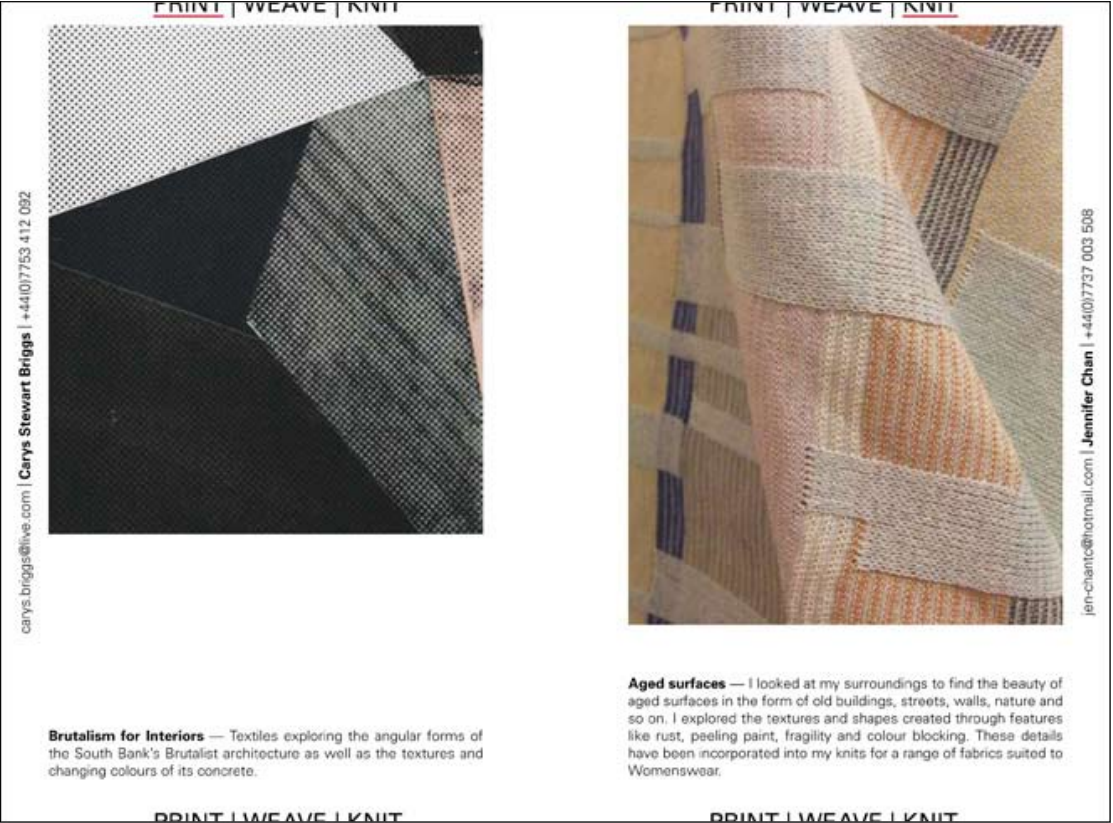 PRINT | WEAVE | KNIT
carys.briggs@live.com | Carys Stewart Briggs | +44(0)7753 412 092
Brutalism for Interiors — Textiles exploring the angular forms of
the South Bank's Brutalist architecture as well as the textures and
changing colours of its concrete.
PRINT | WEAVE | KNIT
PRINT | WEAVE | KNIT
jen-chantc@hotmail.com | Jennifer Chan | +44(0)7737 003 508
Aged surfaces — I looked at my surroundings to find the beauty of
aged surfaces in the form of old buildings, streets, walls, nature and
so on. I explored the textures and shapes created through features
like rust, peeling paint, fragility and colour blocking. These details
have been incorporated into my knits for a range of fabrics suited to
Womenswear.
PRINT | WEAVE | KNIT